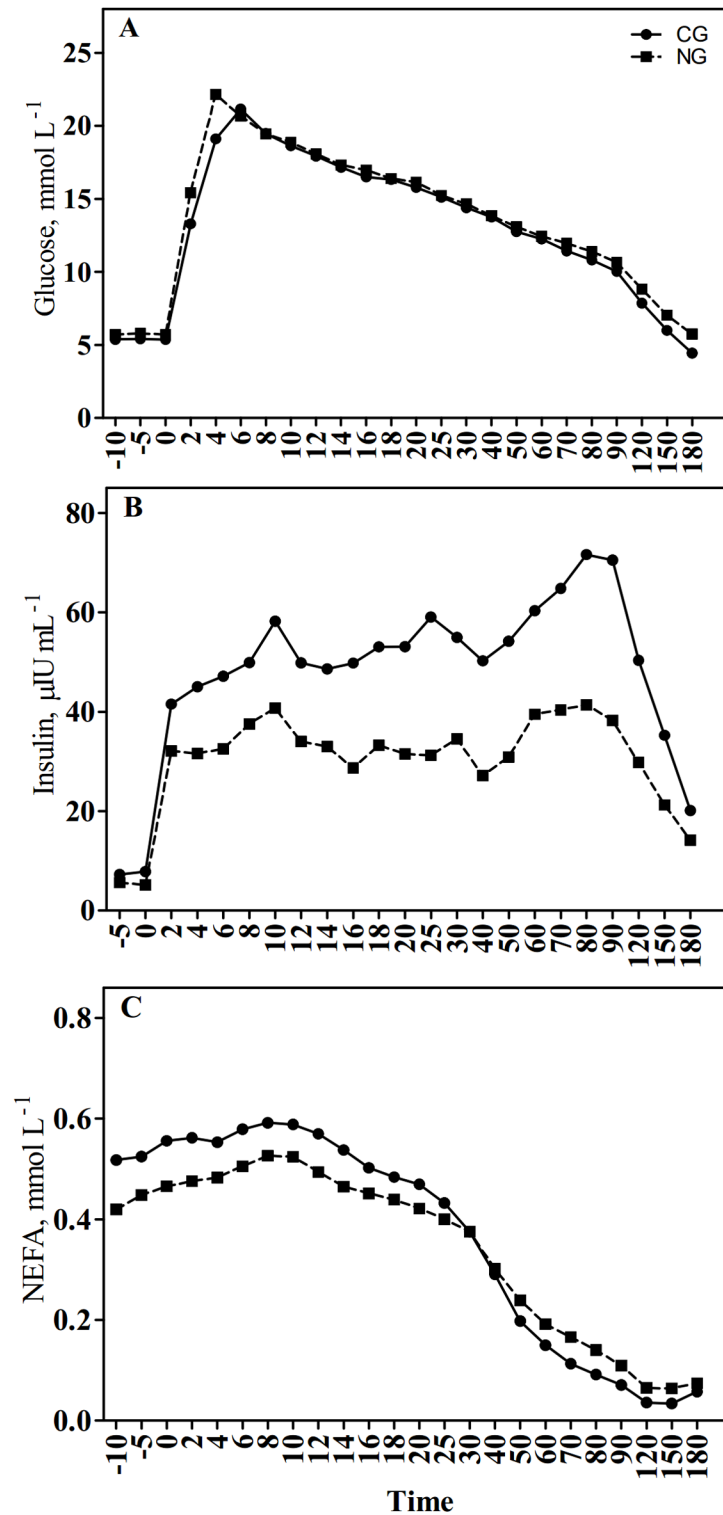 A
CG
NG
Glucose, mmol L⁻¹
25
20
15
10
5
0
-10 -5 0 2 4 6 8 10 12 14 16 18 20 25 30 40 50 60 70 80 90 120 150 180
B
Insulin, µIU mL⁻¹
80
60
40
20
0
-5 0 2 4 6 8 10 12 14 16 18 20 25 30 40 50 60 70 80 90 120 150 180
C
NEFA, mmol L⁻¹
0.8
0.6
0.4
0.2
0.0
-10 -5 0 2 4 6 8 10 12 14 16 18 20 25 30 40 50 60 70 80 90 120 150 180
Time